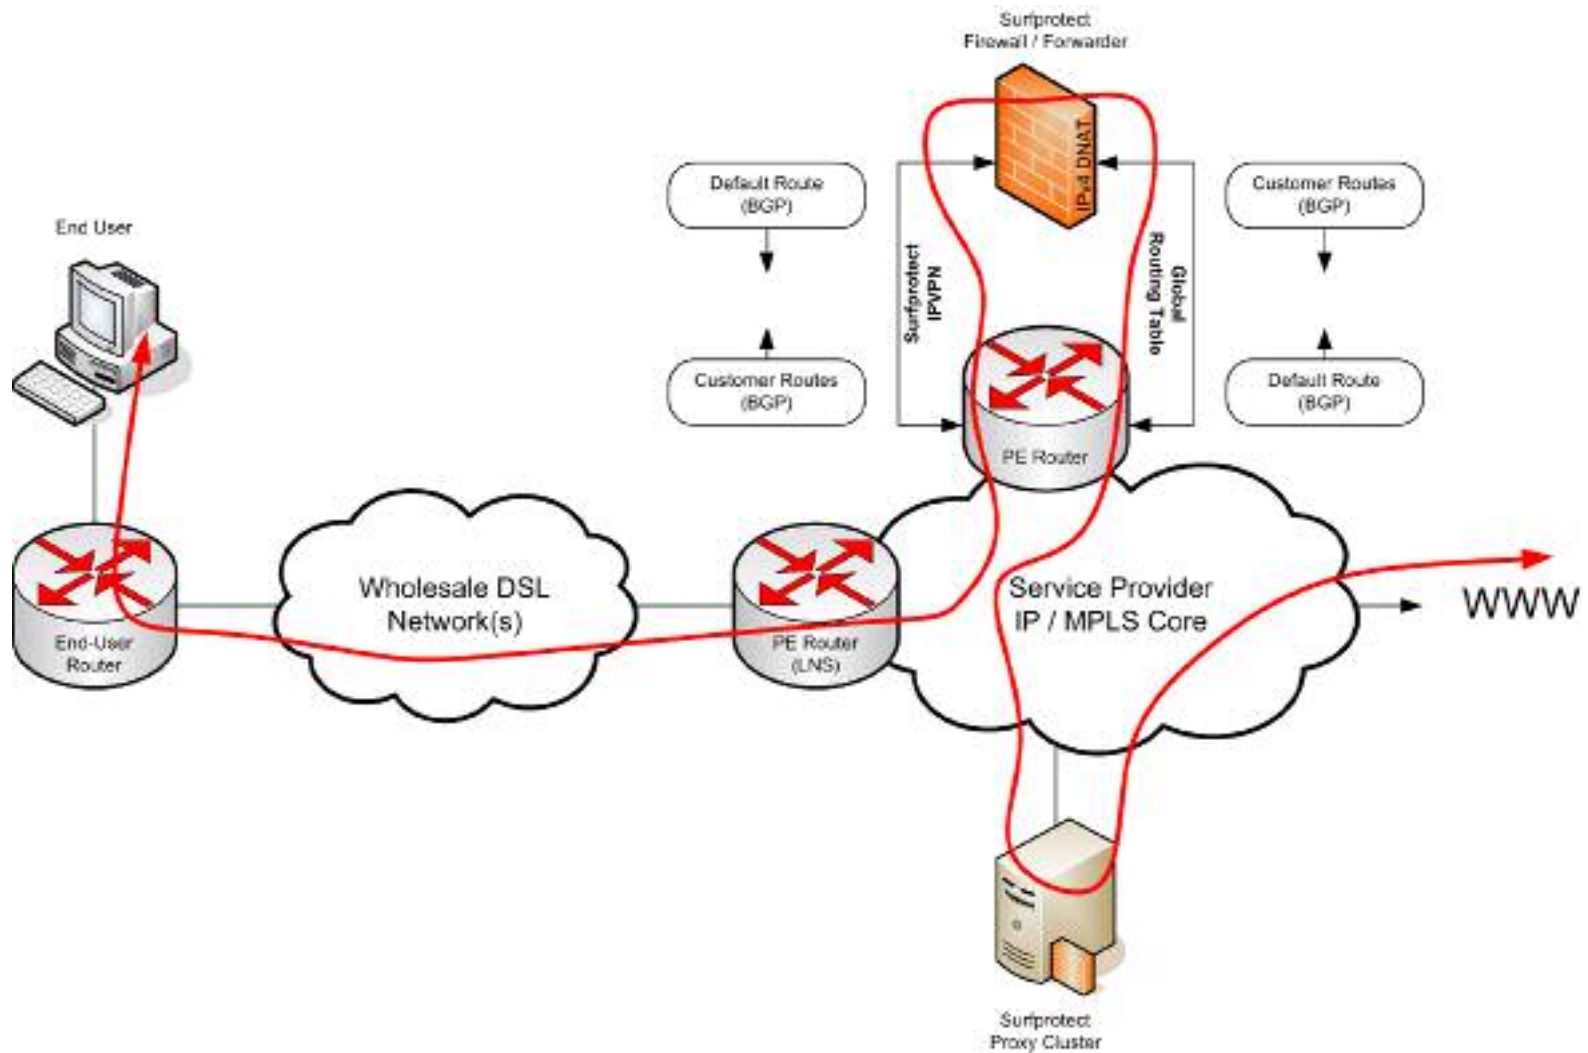 Surfprotect
Firewall / Forwarder
IPv4 DNAT
Default Route
(BGP)
Customer Routes
(BGP)
End User
Surfprotect
IPVPN
Global
Routing Table
Customer Routes
(BGP)
Default Route
(BGP)
PE Router
Wholesale DSL
Network(s)
Service Provider
IP / MPLS Core
WWW
End-User
Router
PE Router
(LNS)
Surfprotect
Proxy Cluster